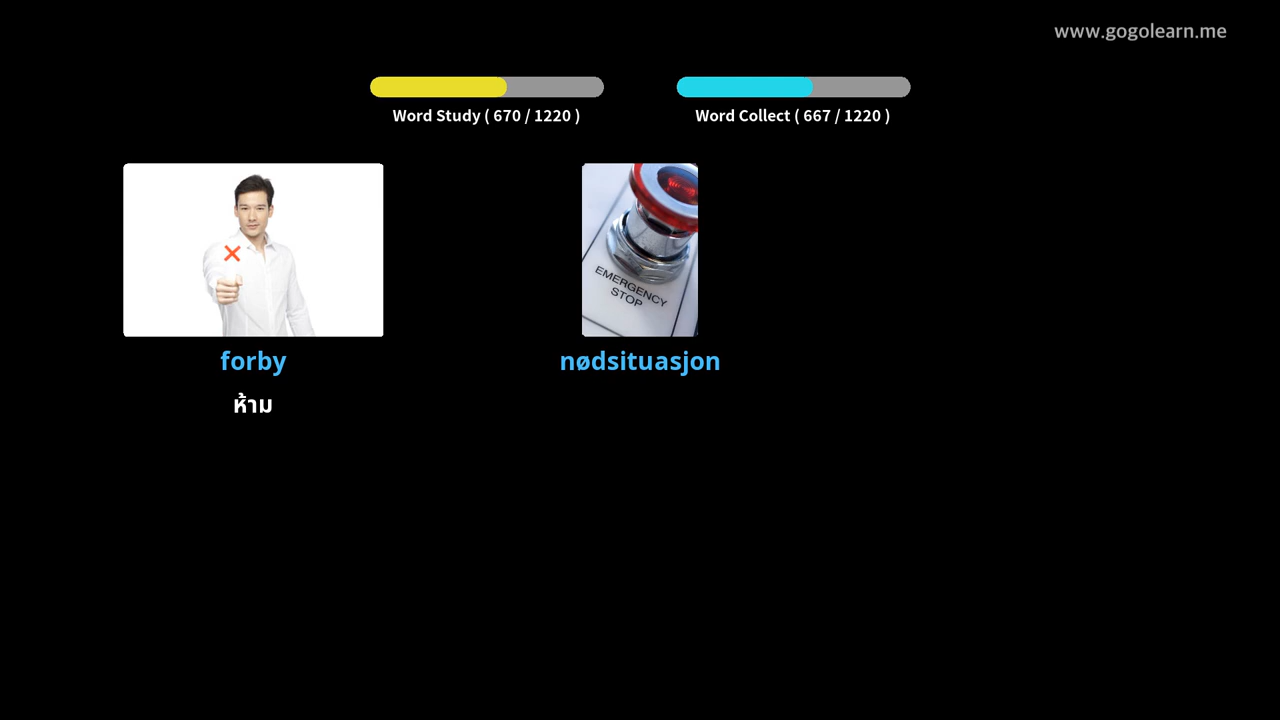 www.gogolearn.me
Word Study ( 670 / 1220 )
Word Collect ( 667 / 1220 )
EMERGENCY
STOP
forby
nødsituasjon
ห้าม